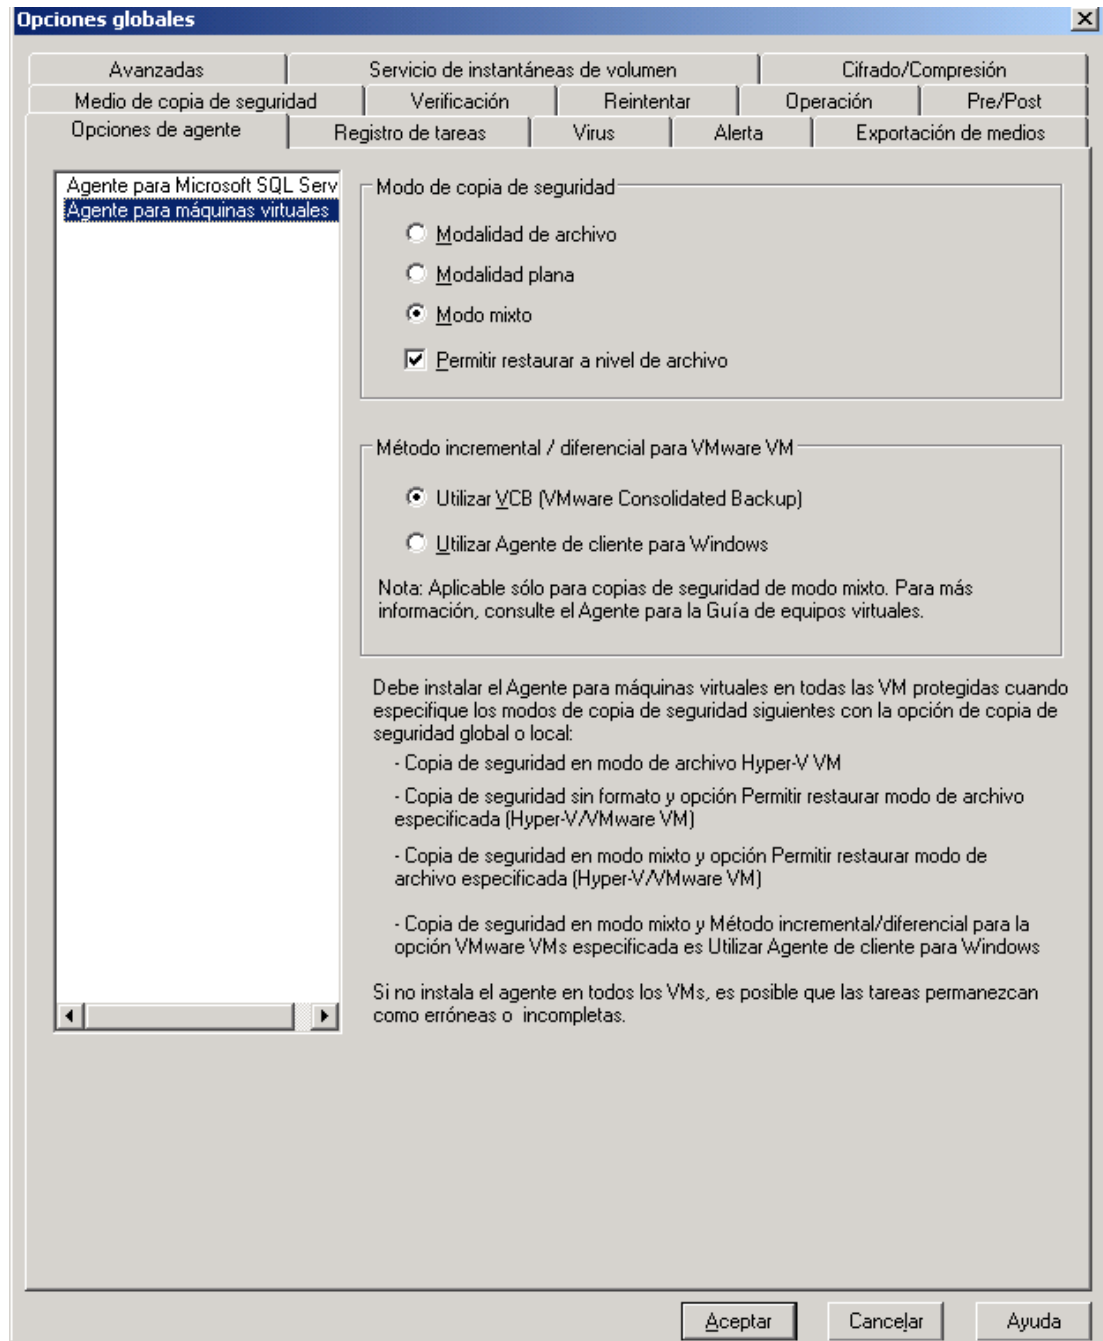 Opciones globales
Avanzadas
Servicio de instantáneas de volumen
Cifrado/Compresión
Medio de copia de seguridad
Verificación
Reintentar
Operación
Pre/Post
Opciones de agente
Registro de tareas
Virus
Alerta
Exportación de medios
Agente para Microsoft SQL Serv
Agente para máquinas virtuales
Modo de copia de seguridad
Modalidad de archivo
Modalidad plana
Modo mixto
Permitir restaurar a nivel de archivo
Método incremental / diferencial para VMware VM
Utilizar VCB (VMware Consolidated Backup)
Utilizar Agente de cliente para Windows
Nota: Aplicable sólo para copias de seguridad de modo mixto. Para más
información, consulte el Agente para la Guía de equipos virtuales.
Debe instalar el Agente para máquinas virtuales en todas las VM protegidas cuando
especifique los modos de copia de seguridad siguientes con la opción de copia de
seguridad global o local:
- Copia de seguridad en modo de archivo Hyper-V VM
- Copia de seguridad sin formato y opción Permitir restaurar modo de archivo
especificada (Hyper-V/VMware VM)
- Copia de seguridad en modo mixto y opción Permitir restaurar modo de
archivo especificada (Hyper-V/VMware VM)
- Copia de seguridad en modo mixto y Método incremental/diferencial para la
opción VMware VMs especificada es Utilizar Agente de cliente para Windows
Si no instala el agente en todos los VMs, es posible que las tareas permanezcan
como erróneas o incompletas.
Aceptar
Cancelar
Ayuda